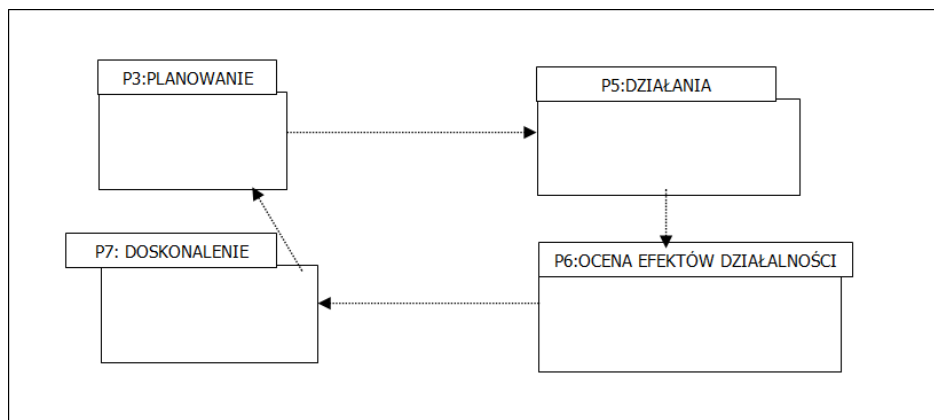 P3:PLANOWANIE
P5:DZIAŁANIA
P7: DOSKONALENIE
P6:OCENA EFEKTÓW DZIAŁALNOŚCI